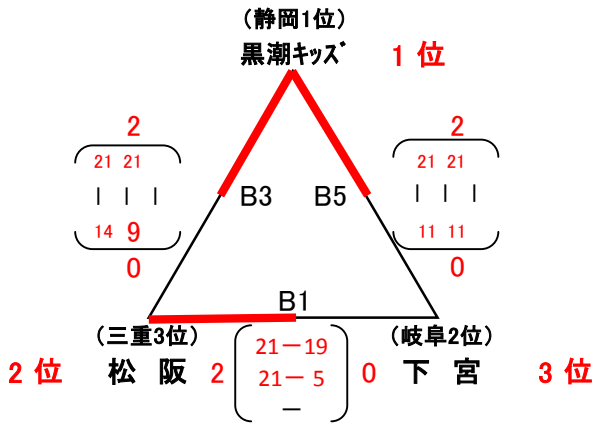 (静岡1位)
黒潮キッズ 1位
2 2
21 21 21 21
| | | B3 B5 | | |
14 9 11 11
0 0
B1
(三重3位) (岐阜2位)
2位 松阪 2 21－19 0 下宮 3位
21－5
－